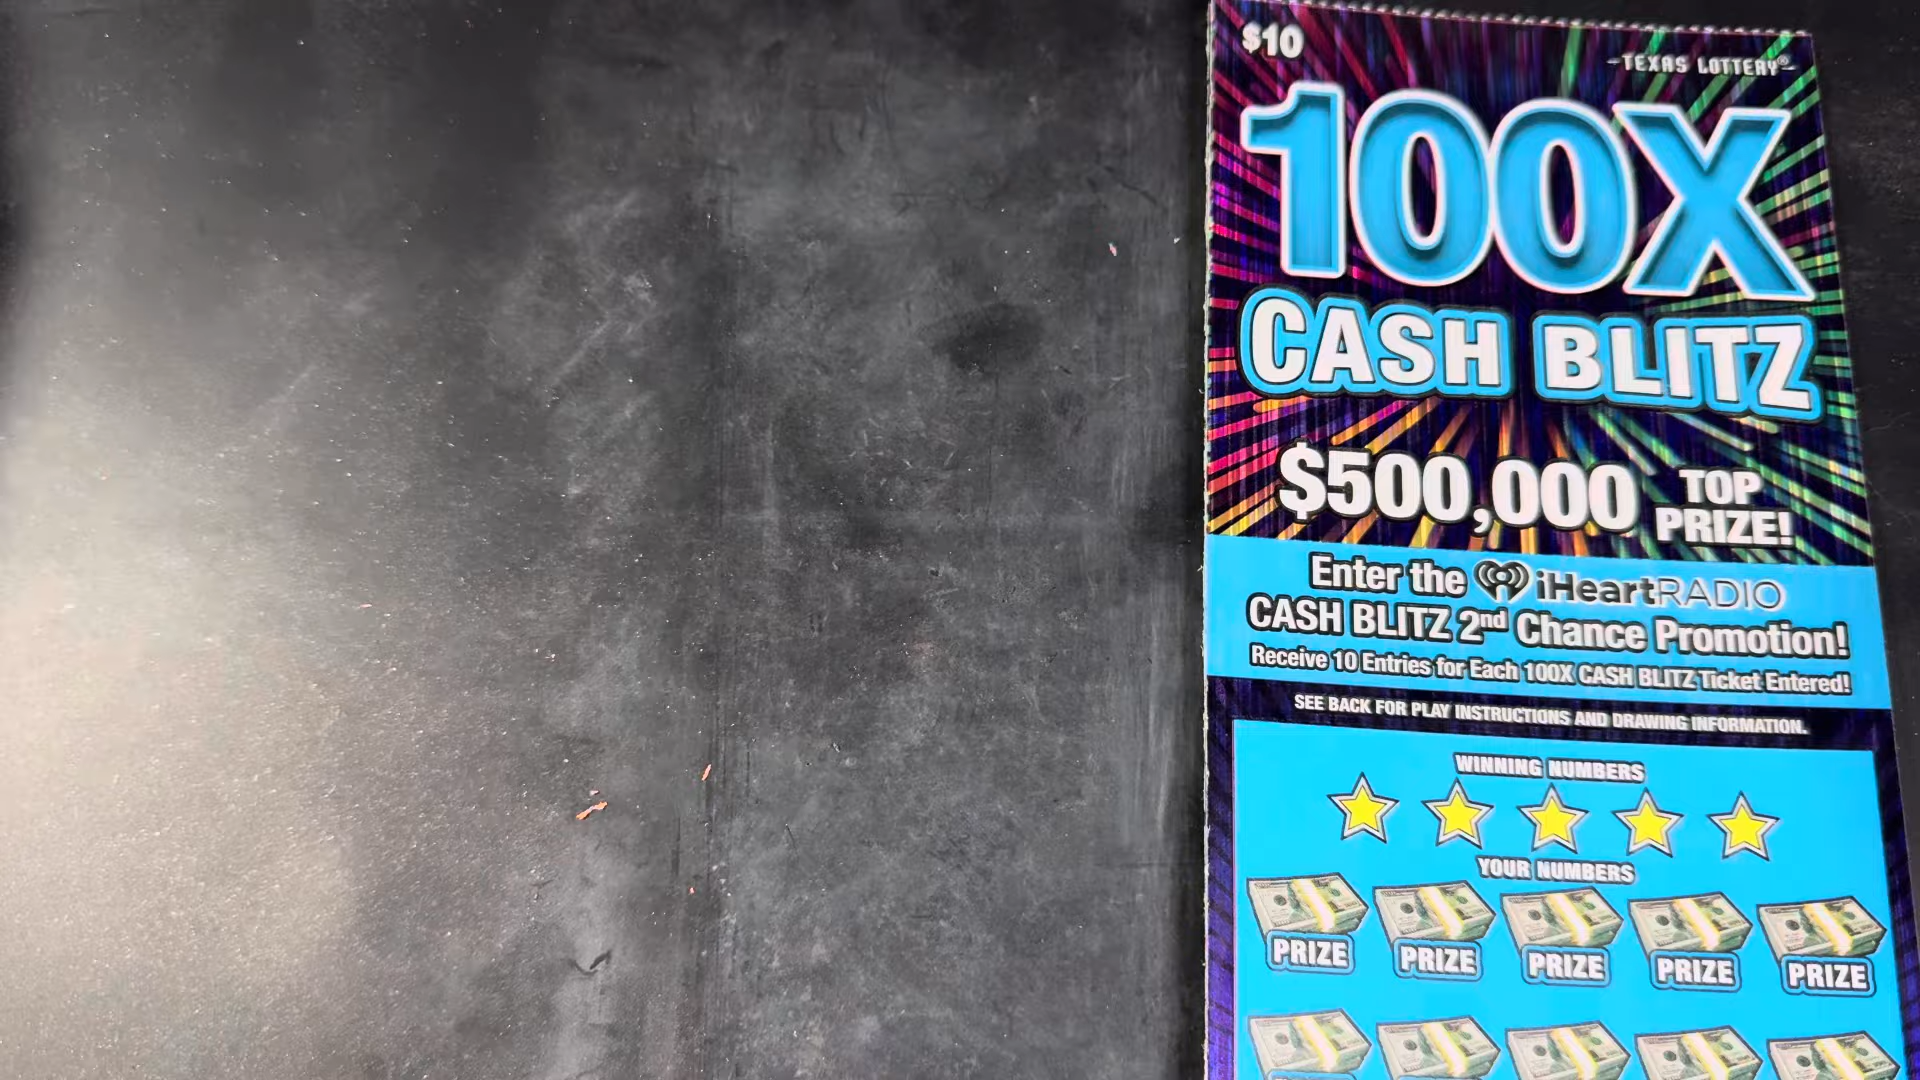 $10
TEXAS LOTTERY®
100X
CASH BLITZ
$500,000 TOP PRIZE!
Enter the iHeartRADIO
CASH BLITZ 2nd Chance Promotion!
Receive 10 Entries for Each 100X CASH BLITZ Ticket Entered!
SEE BACK FOR PLAY INSTRUCTIONS AND DRAWING INFORMATION.
WINNING NUMBERS
YOUR NUMBERS
PRIZE PRIZE PRIZE PRIZE PRIZE